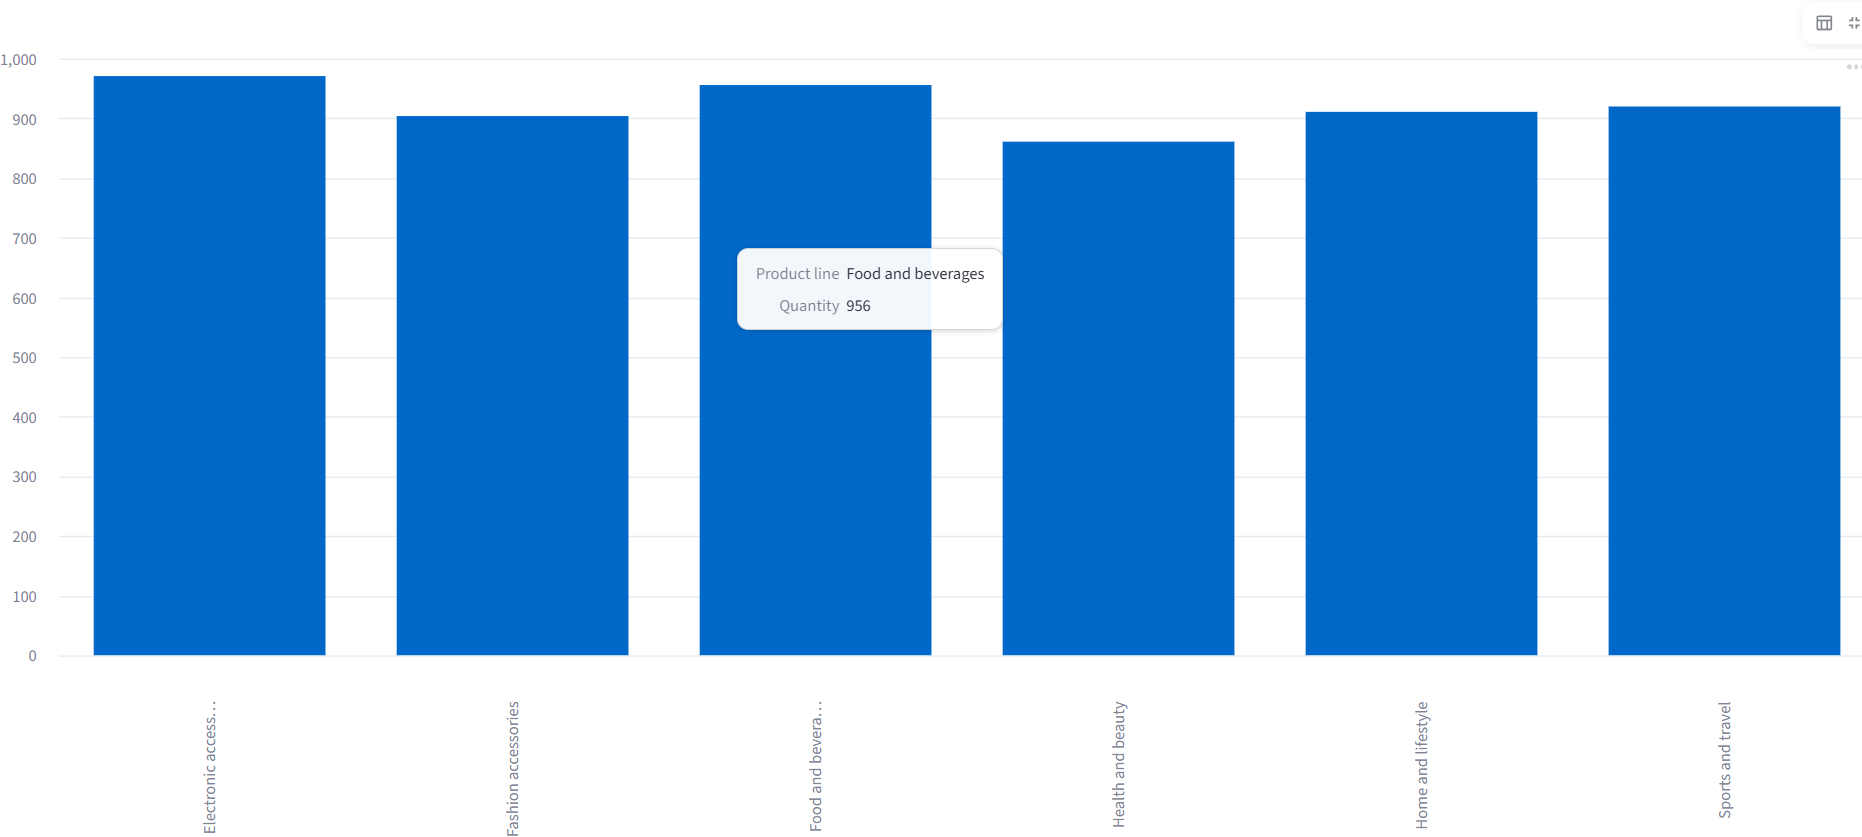 1,000
900
800
700
600
500
400
300
200
100
0
Product line Food and beverages
Quantity 956
Electronic access…
Fashion accessories
Food and bevera…
Health and beauty
Home and lifestyle
Sports and travel